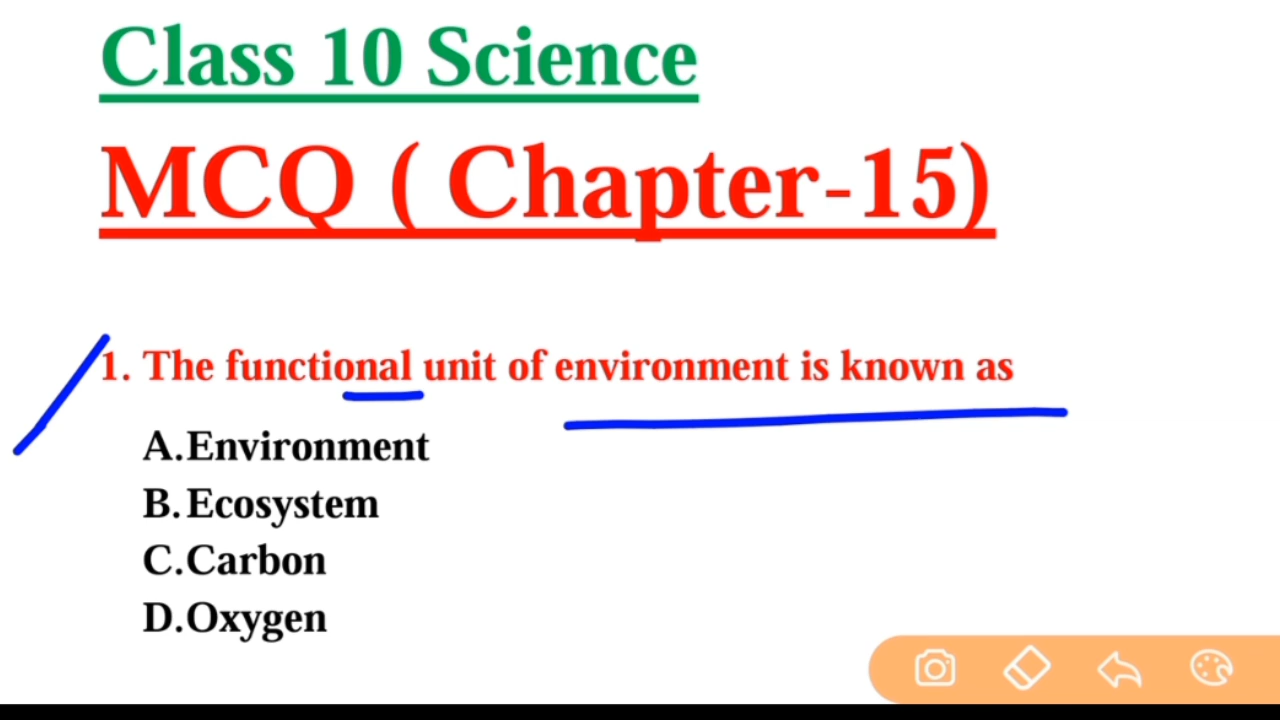 Class 10 Science
MCQ ( Chapter-15)
1. The functional unit of environment is known as
A.Environment
B.Ecosystem
C.Carbon
D.Oxygen